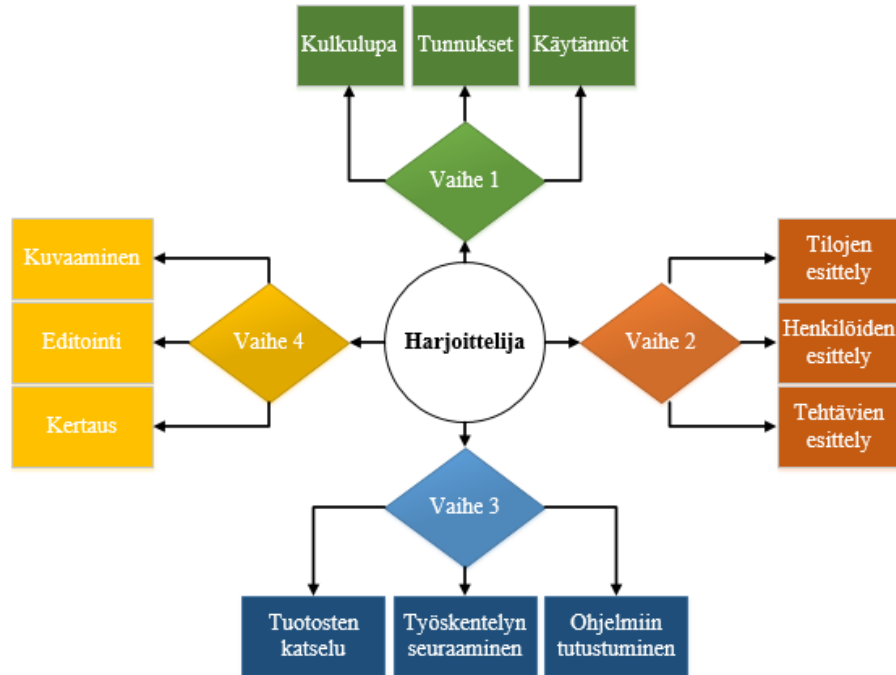 Kulkulupa
Tunnukset
Käytännöt
Vaihe 1
Kuvaaminen
Editointi
Kertaus
Vaihe 4
Harjoittelija
Vaihe 2
Tilojen
esittely
Henkilöiden
esittely
Tehtävien
esittely
Vaihe 3
Tuotosten
katselu
Työskentelyn
seuraaminen
Ohjelmiin
tutustuminen